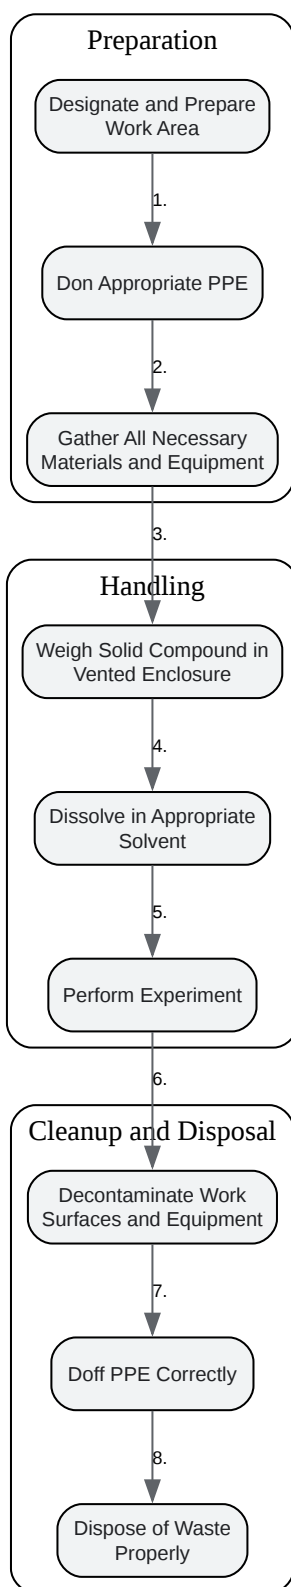 Preparation
Designate and Prepare
Work Area
1.
Don Appropriate PPE
2.
Gather All Necessary
Materials and Equipment
3.
Handling
Weigh Solid Compound in
Vented Enclosure
4.
Dissolve in Appropriate
Solvent
5.
Perform Experiment
6.
Cleanup and Disposal
Decontaminate Work
Surfaces and Equipment
7.
Doff PPE Correctly
8.
Dispose of Waste
Properly